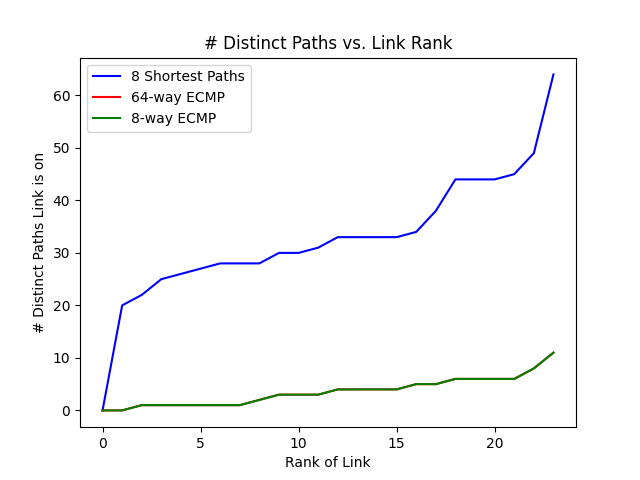 # Distinct Paths vs. Link Rank
8 Shortest Paths
64-way ECMP
8-way ECMP
# Distinct Paths Link is on
60
50
40
30
20
10
0
0 5 10 15 20
Rank of Link